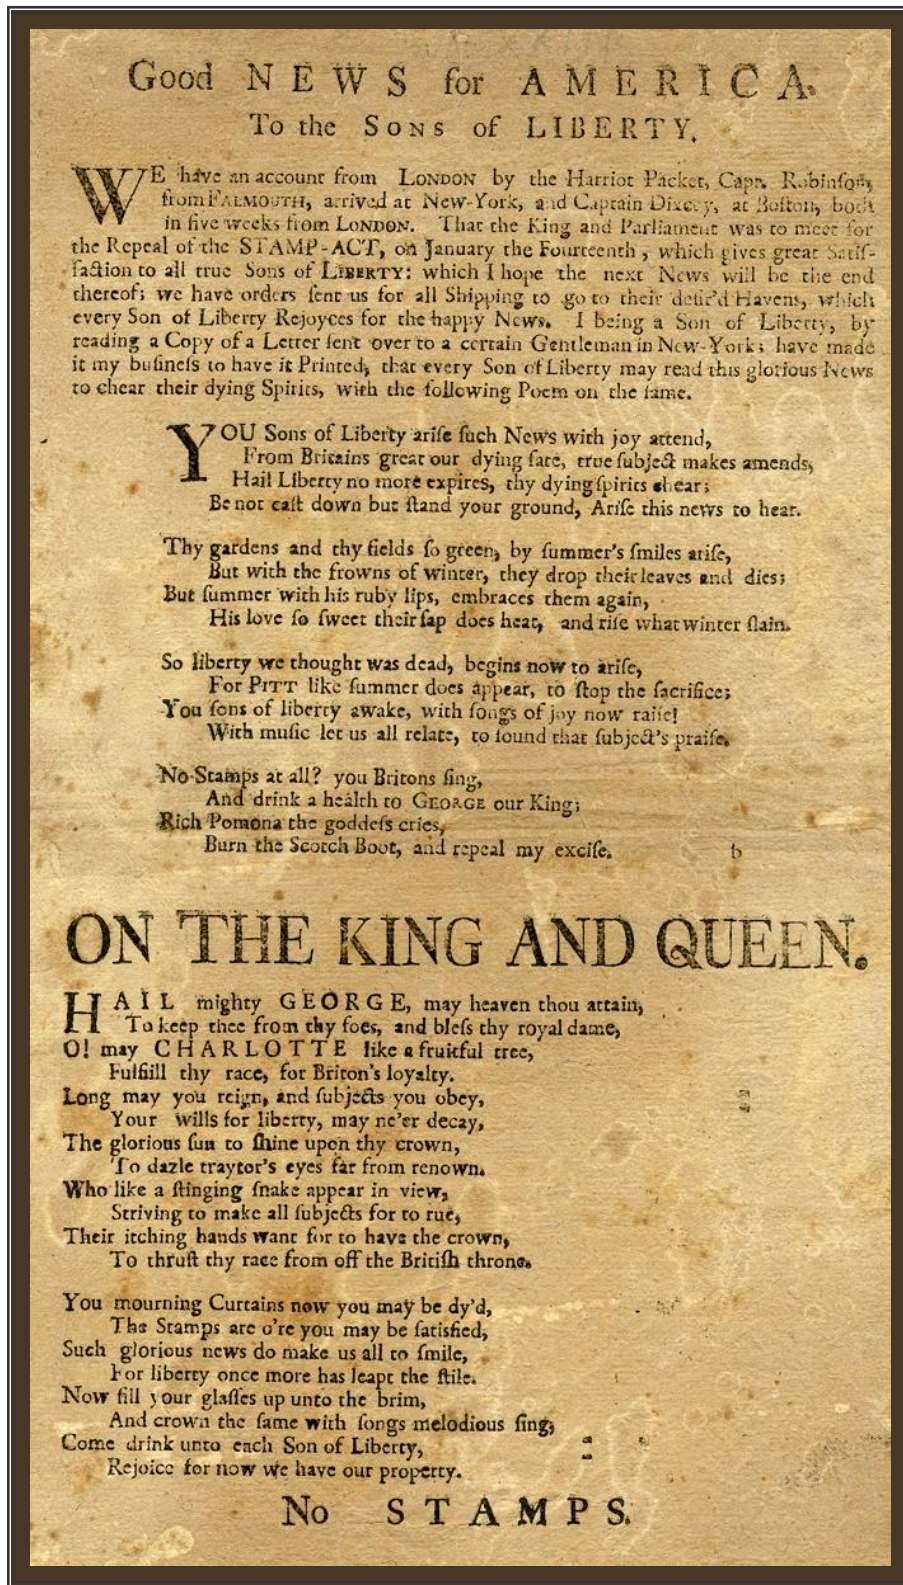 Good NEWS for AMERICA.
To the SONS of LIBERTY.
WE have an account from LONDON by the Harriot Packet, Capt. Robinſon,
from FALMOUTH, arrived at New-York, and Captain at Boſton, both
in five weeks from LONDON. That the King and Parliament was to meet for
the Repeal of the STAMP-ACT, on January the Fourteenth, which gives great Satiſ-
faction to all true Sons of LIBERTY: which I hope the next News will be the end
thereof; we have orders ſent us for all Shipping to go to their deſir'd Havens, which
every Son of Liberty Rejoyces for the happy News. I being a Son of Liberty, by
reading a Copy of a Letter ſent over to a certain Gentleman in New-York; have made
it my buſineſs to have it Printed, that every Son of Liberty may read this glorious News
to chear their dying Spirits, with the following Poem on the ſame.
YOU Sons of Liberty ariſe ſuch News with joy attend,
From Britains great our dying fate, true ſubject makes amends,
Hail Liberty no more expires, thy dying ſpirits chear;
Be not caſt down but ſtand your ground, Ariſe this news to hear.
Thy gardens and thy fields ſo green, by ſummer's ſmiles ariſe,
But with the frowns of winter, they drop their leaves and dies;
But ſummer with his ruby lips, embraces them again,
His love ſo ſweet their ſap does heat, and riſe what winter ſlain.
So liberty we thought was dead, begins now to ariſe,
For PITT like ſummer does appear, to ſtop the ſacrifice;
You ſons of liberty awake, with ſongs of joy now raiſe!
With muſic let us all relate, to ſound that ſubject's praiſe.
No Stamps at all? you Britons ſing,
And drink a health to GEORGE our King;
Rich Pomona the goddeſs cries,
Burn the Scotch Boot, and repeal my exciſe. b
ON THE KING AND QUEEN.
HAIL mighty GEORGE, may heaven thou attain,
To keep thee from thy foes, and bleſs thy royal dame,
O! may CHARLOTTE like a fruitful tree,
Fulfiill thy race, for Briton's loyalty.
Long may you reign, and ſubjects you obey,
Your wills for liberty, may ne'er decay,
The glorious ſun to ſhine upon thy crown,
To dazle traytor's eyes far from renown.
Who like a ſtinging ſnake appear in view,
Striving to make all ſubjects for to rue,
Their itching hands want for to have the crown,
To thruſt thy race from off the Britiſh throne.
You mourning Curtains now you may be dy'd,
The Stamps are o're you may be ſatisfied,
Such glorious news do make us all to ſmile,
For liberty once more has leapt the ſtile.
Now fill your glaſſes up unto the brim,
And crown the ſame with ſongs melodious ſing;
Come drink unto each Son of Liberty,
Rejoice for now we have our property.
No STAMPS.